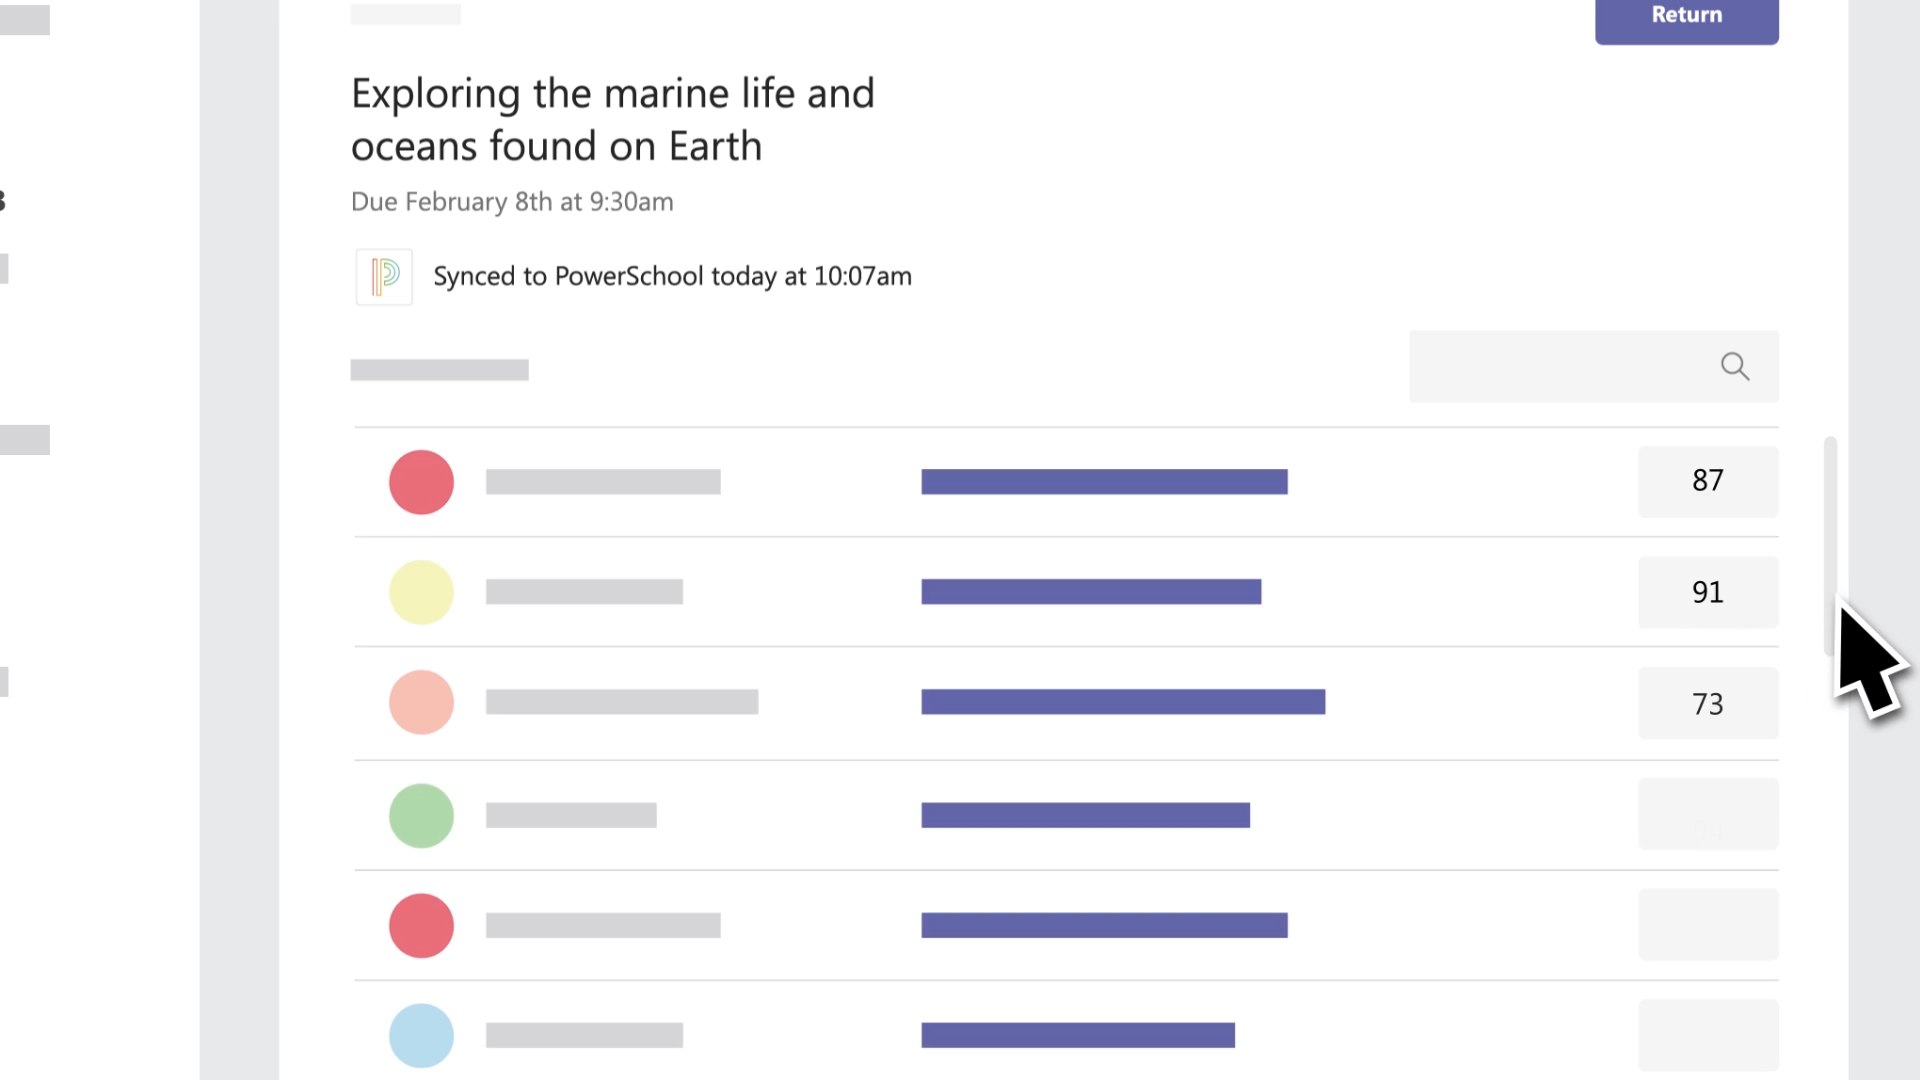 Return
Exploring the marine life and
oceans found on Earth
Due February 8th at 9:30am
Synced to PowerSchool today at 10:07am
87
91
73